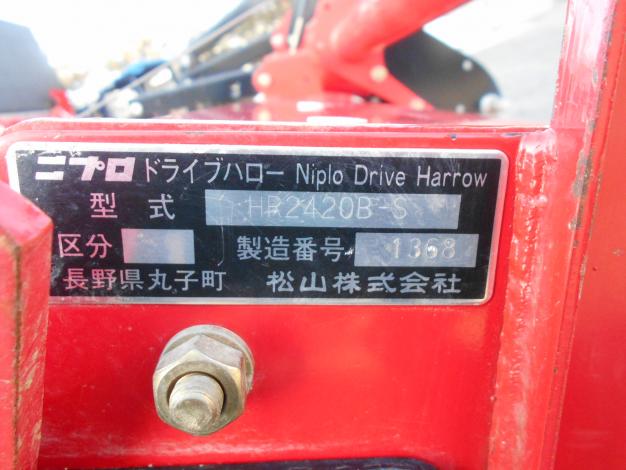 ニプロ ドライブハロー Niplo Drive Harrow
型式 HR2420B-S
区分 製造番号 1368
長野県丸子町 松山株式会社